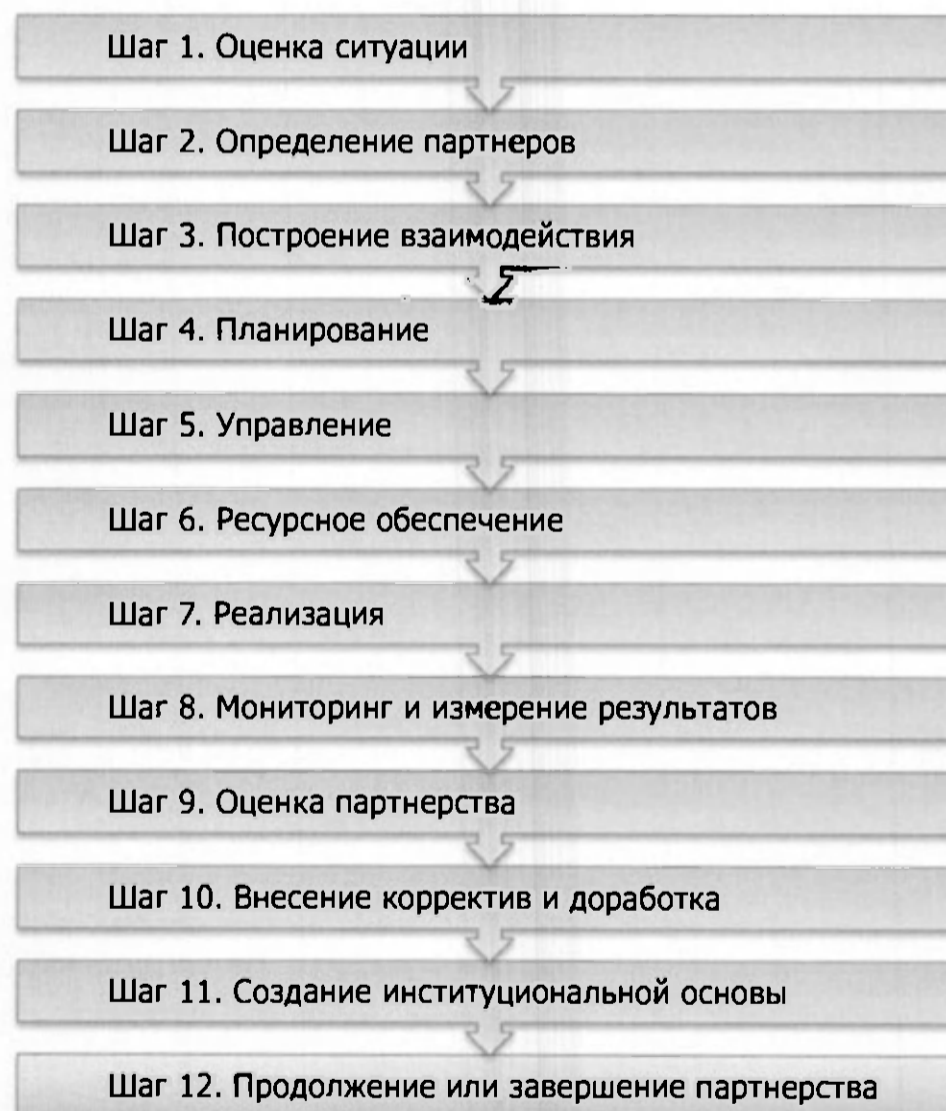 Шаг 1. Оценка ситуации
Шаг 2. Определение партнеров
Шаг 3. Построение взаимодействия
Шаг 4. Планирование
Шаг 5. Управление
Шаг 6. Ресурсное обеспечение
Шаг 7. Реализация
Шаг 8. Мониторинг и измерение результатов
Шаг 9. Оценка партнерства
Шаг 10. Внесение корректив и доработка
Шаг 11. Создание институциональной основы
Шаг 12. Продолжение или завершение партнерства